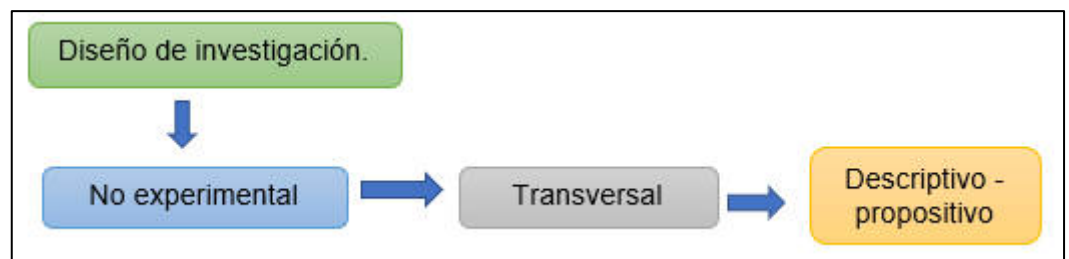 Diseño de investigación.
No experimental
Transversal
Descriptivo -
propositivo